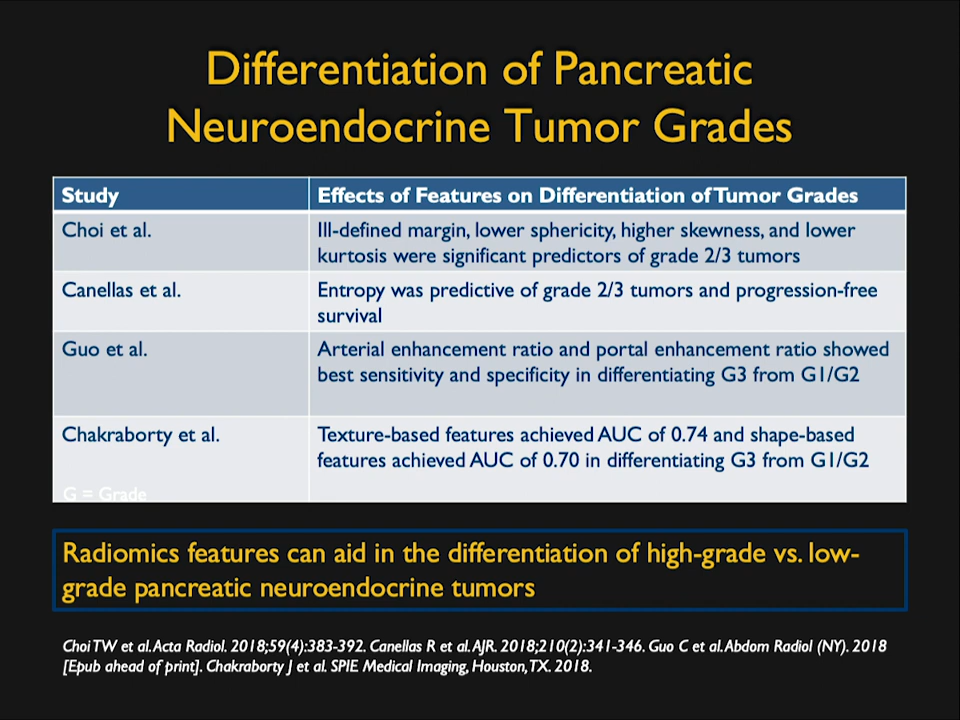 Differentiation of Pancreatic
Neuroendocrine Tumor Grades
Study
Effects of Features on Differentiation of Tumor Grades
Choi et al.
Ill-defined margin, lower sphericity, higher skewness, and lower
kurtosis were significant predictors of grade 2/3 tumors
Canellas et al.
Entropy was predictive of grade 2/3 tumors and progression-free
survival
Guo et al.
Arterial enhancement ratio and portal enhancement ratio showed
best sensitivity and specificity in differentiating G3 from G1/G2
Chakraborty et al.
Texture-based features achieved AUC of 0.74 and shape-based
features achieved AUC of 0.70 in differentiating G3 from G1/G2
G = Grade
Radiomics features can aid in the differentiation of high-grade vs. low-
grade pancreatic neuroendocrine tumors
Choi TW et al. Acta Radiol. 2018;59(4):383-392. Canellas R et al. AJR. 2018;210(2):341-346. Guo C et al. Abdom Radiol (NY). 2018
[Epub ahead of print]. Chakraborty J et al. SPIE Medical Imaging, Houston, TX. 2018.